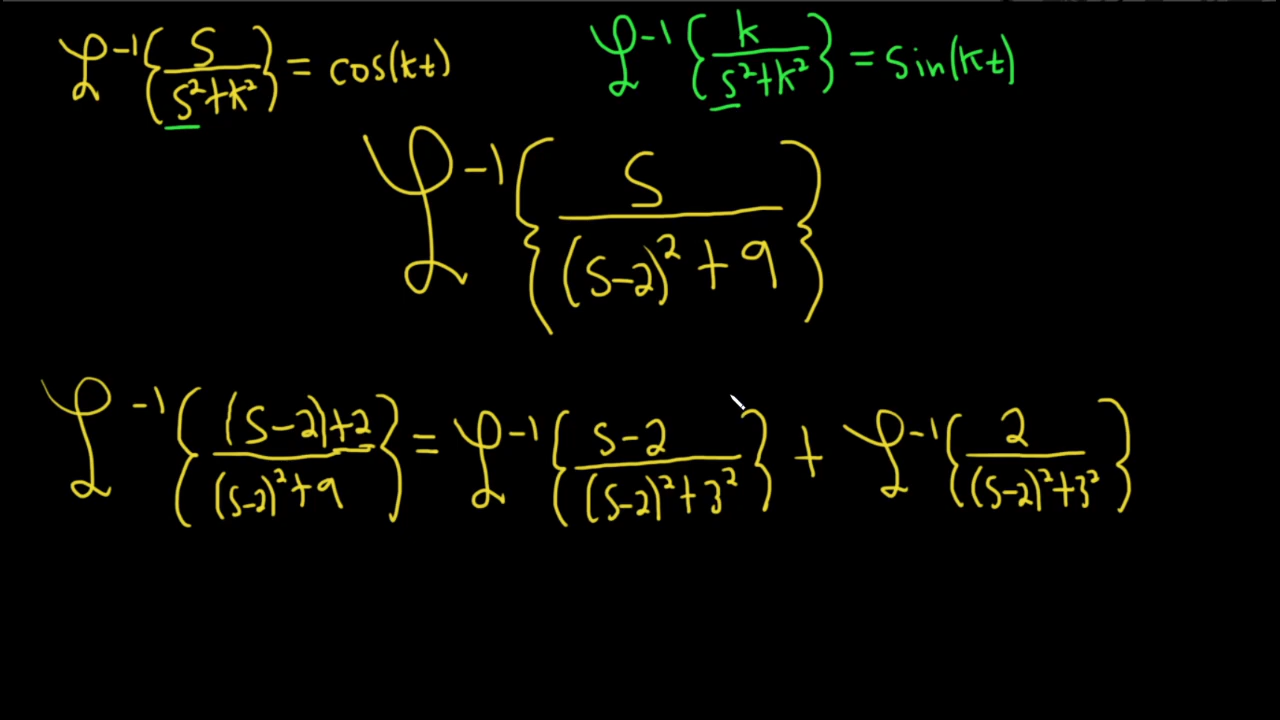 ℒ⁻¹{s/(s²+k²)} = cos(kt)    ℒ⁻¹{k/(s²+k²)} = sin(kt)
ℒ⁻¹{s/((s-2)²+9)}
ℒ⁻¹{((s-2)+2)/((s-2)²+9)} = ℒ⁻¹{(s-2)/((s-2)²+3²)} + ℒ⁻¹{2/((s-2)²+3²)}